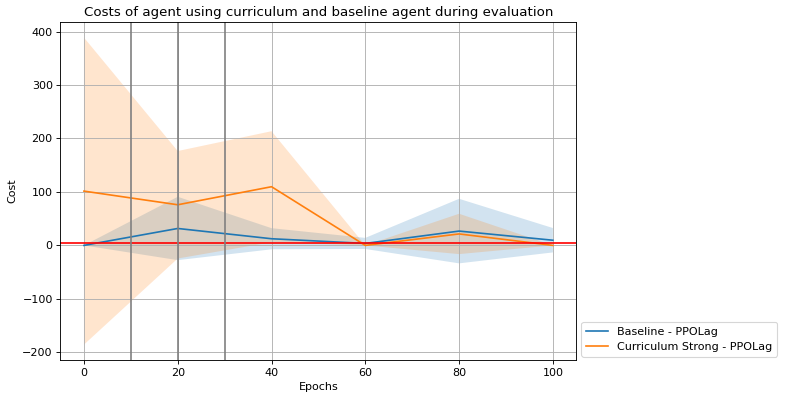 Costs of agent using curriculum and baseline agent during evaluation
Cost
400
300
200
100
0
−100
−200
0 20 40 60 80 100
Epochs
Baseline - PPOLag
Curriculum Strong - PPOLag